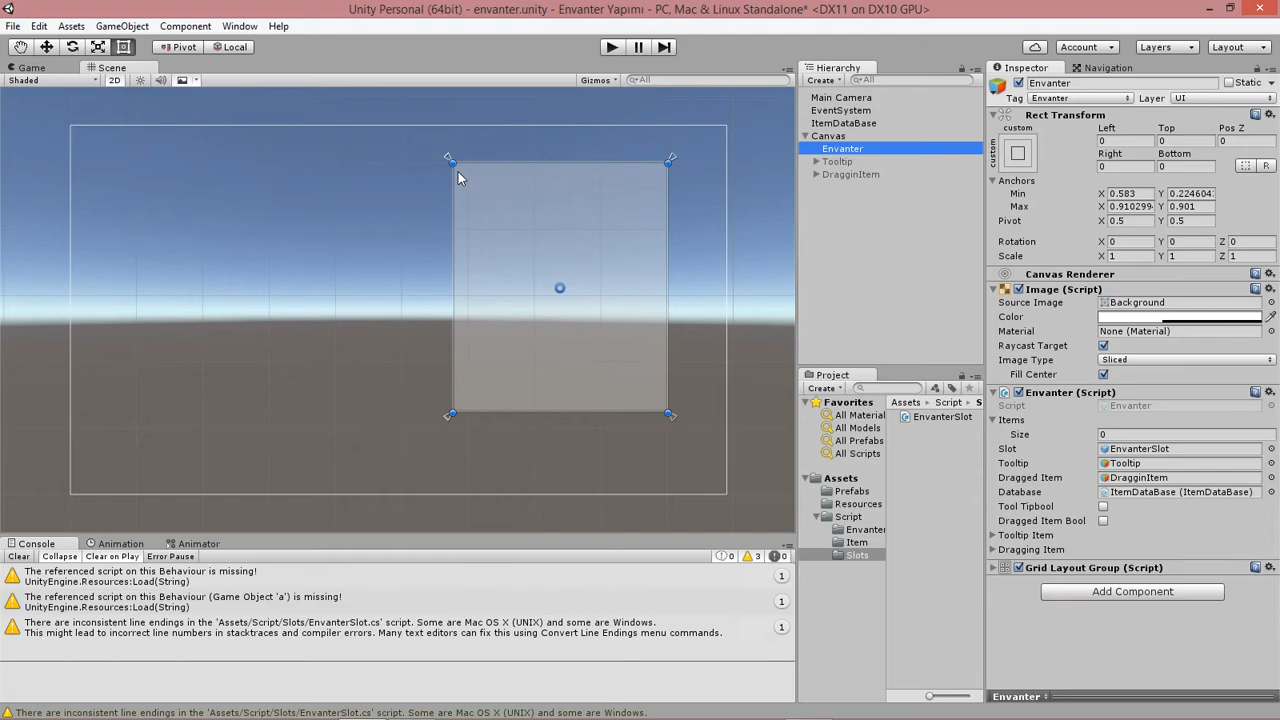 Unity Personal (64bit) - envanter.unity - Envanter Yapımı - PC, Mac & Linux Standalone* <DX11 on DX10 GPU>
File Edit Assets GameObject Component Window Help
Pivot Local Account Layers Layout
Game Scene
Shaded 2D Gizmos All
Hierarchy
Create All
Main Camera
EventSystem
ItemDataBase
Canvas
Envanter
Tooltip
DragginItem
Project
Create
Favorites
All Material
All Models
All Prefabs
All Scripts
Assets
Prefabs
Resources
Script
Envanter
Item
Slots
Assets Script S
EnvanterSlot
Inspector Navigation
Envanter Static
Tag Envanter Layer UI
Rect Transform
custom Left Top Pos Z
custom 0 0 0
Right Bottom
0 0 R
Anchors
Min X 0.583 Y 0.224604
Max X 0.910299 Y 0.901
Pivot X 0.5 Y 0.5
Rotation X 0 Y 0 Z 0
Scale X 1 Y 1 Z 1
Canvas Renderer
Image (Script)
Source Image Background
Color
Material None (Material)
Raycast Target
Image Type Sliced
Fill Center
Envanter (Script)
Script Envanter
Items
Size 0
Slot EnvanterSlot
Tooltip Tooltip
Dragged Item DragginItem
Database ItemDataBase (ItemDataBase)
Tool Tipbool
Dragged Item Bool
Tooltip Item
Dragging Item
Grid Layout Group (Script)
Add Component
Envanter
Console Animation Animator
Clear Collapse Clear on Play Error Pause 0 3 0
The referenced script on this Behaviour is missing!
UnityEngine.Resources:Load(String) 1
The referenced script on this Behaviour (Game Object 'a') is missing!
UnityEngine.Resources:Load(String) 1
There are inconsistent line endings in the 'Assets/Script/Slots/EnvanterSlot.cs' script. Some are Mac OS X (UNIX) and some are Windows.
This might lead to incorrect line numbers in stacktraces and compiler errors. Many text editors can fix this using Convert Line Endings menu commands. 1
There are inconsistent line endings in the 'Assets/Script/Slots/EnvanterSlot.cs' script. Some are Mac OS X (UNIX) and some are Windows.